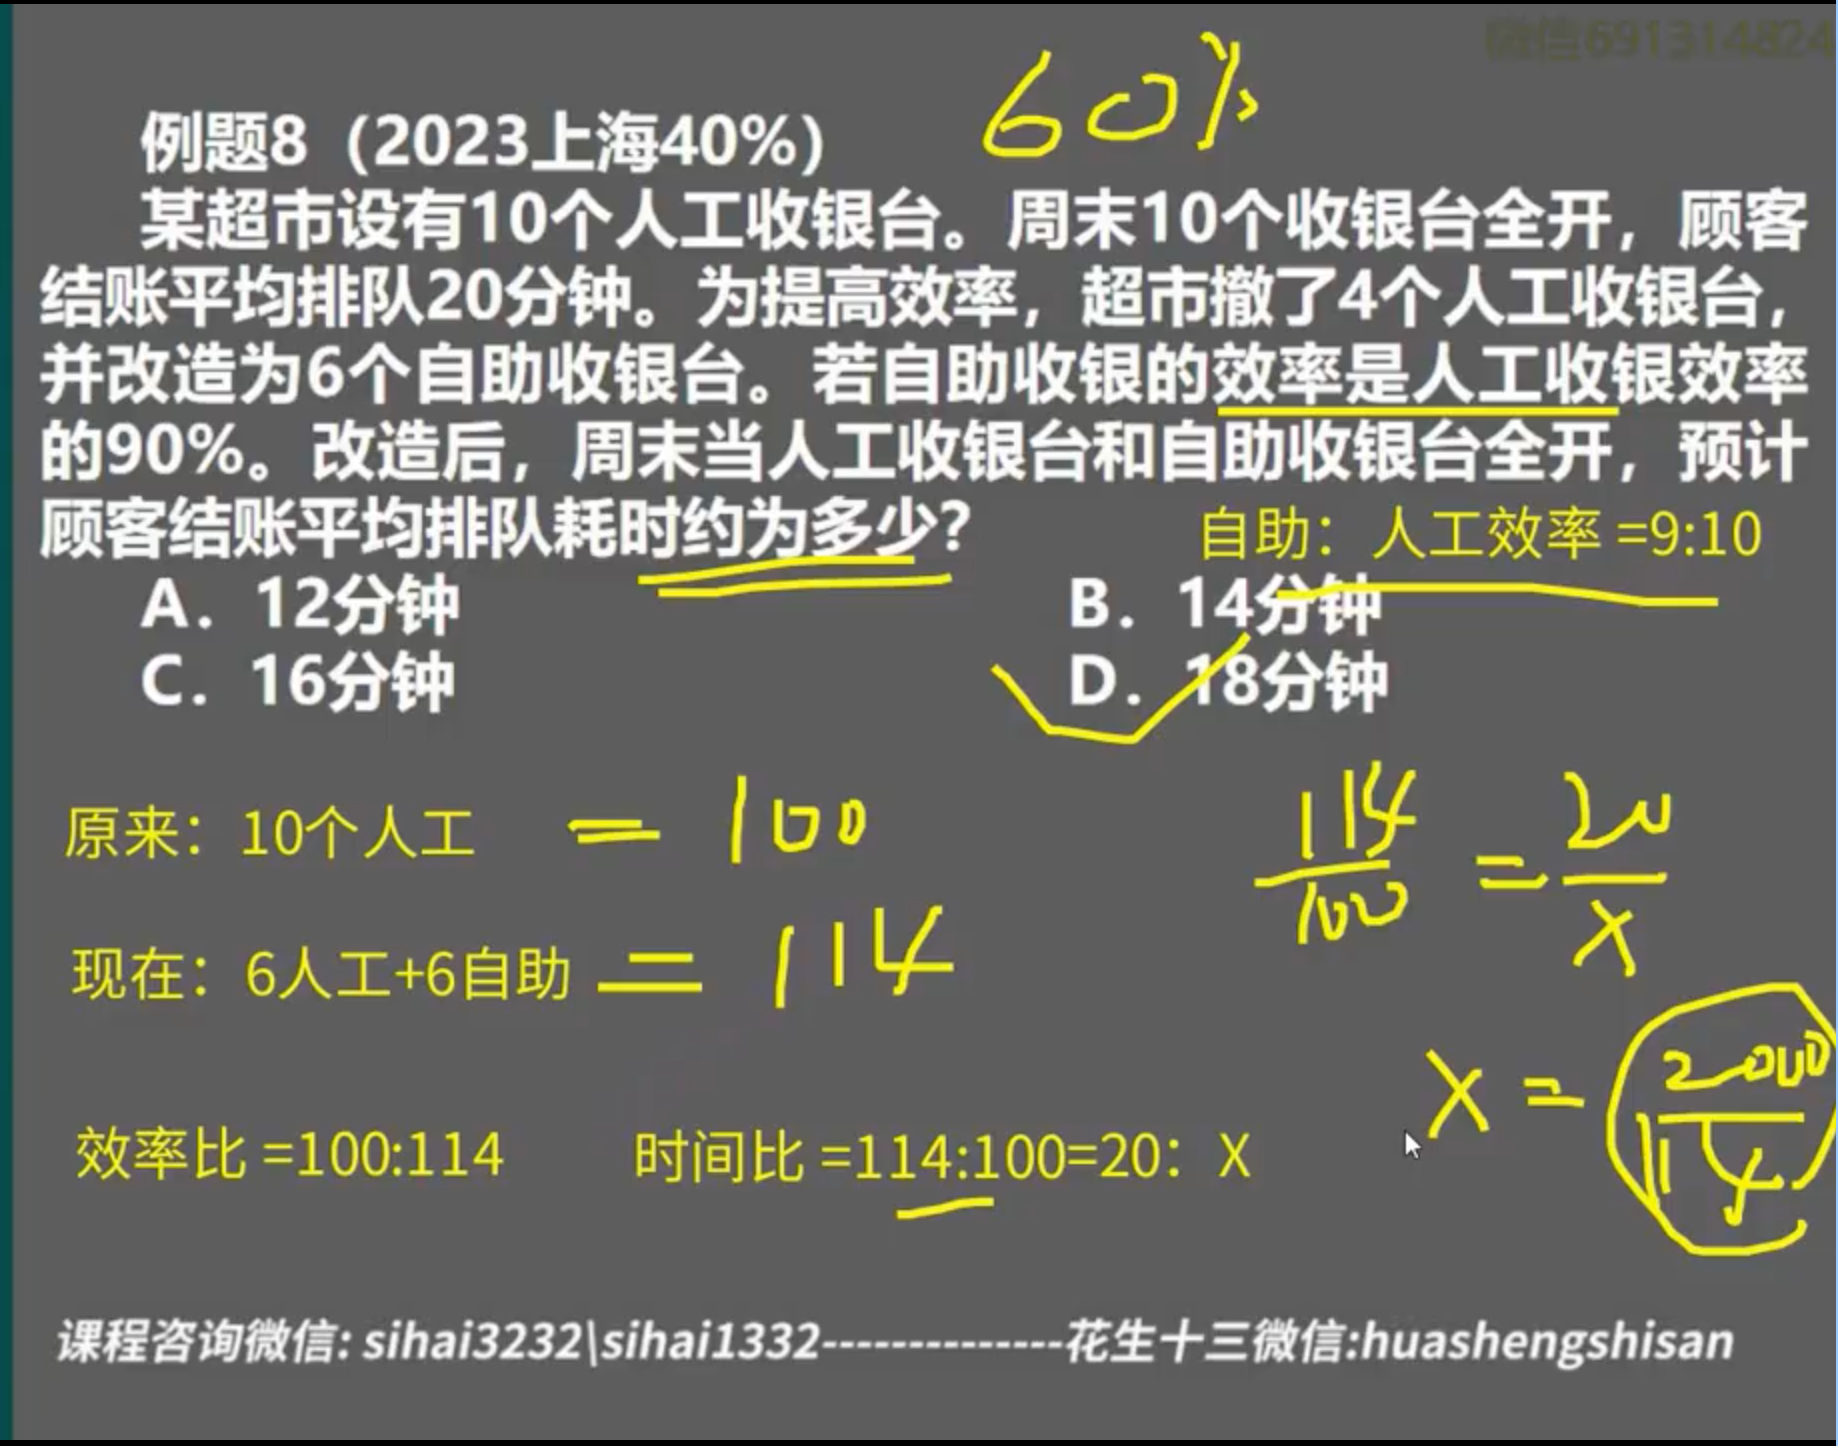 微信691314824
60%
例题8（2023上海40%）
某超市设有10个人工收银台。周末10个收银台全开，顾客
结账平均排队20分钟。为提高效率，超市撤了4个人工收银台，
并改造为6个自助收银台。若自助收银的效率是人工收银效率
的90%。改造后，周末当人工收银台和自助收银台全开，预计
顾客结账平均排队耗时约为多少？
自助：人工效率 =9:10
A．12分钟 B．14分钟
C．16分钟 D．18分钟
原来：10个人工 = 100
114/100 = 20/x
现在：6人工+6自助 = 114
x = 2000/114
效率比 =100:114 时间比 =114:100=20：X
课程咨询微信: sihai3232\sihai1332--------------花生十三微信:huashengshisan